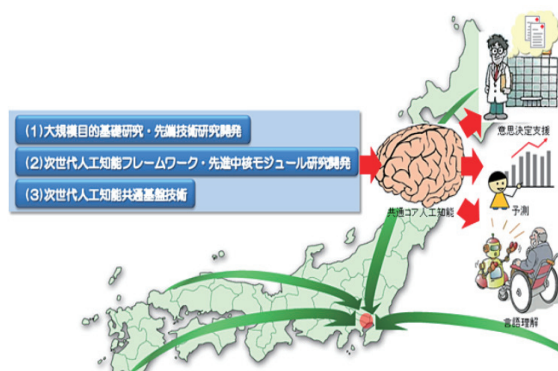 (1)大規模目的基礎研究・先端技術研究開発
(2)次世代人工知能フレームワーク・先進中核モジュール研究開発
(3)次世代人工知能共通基盤技術
共通コア人工知能
意思決定支援
予測
言語理解